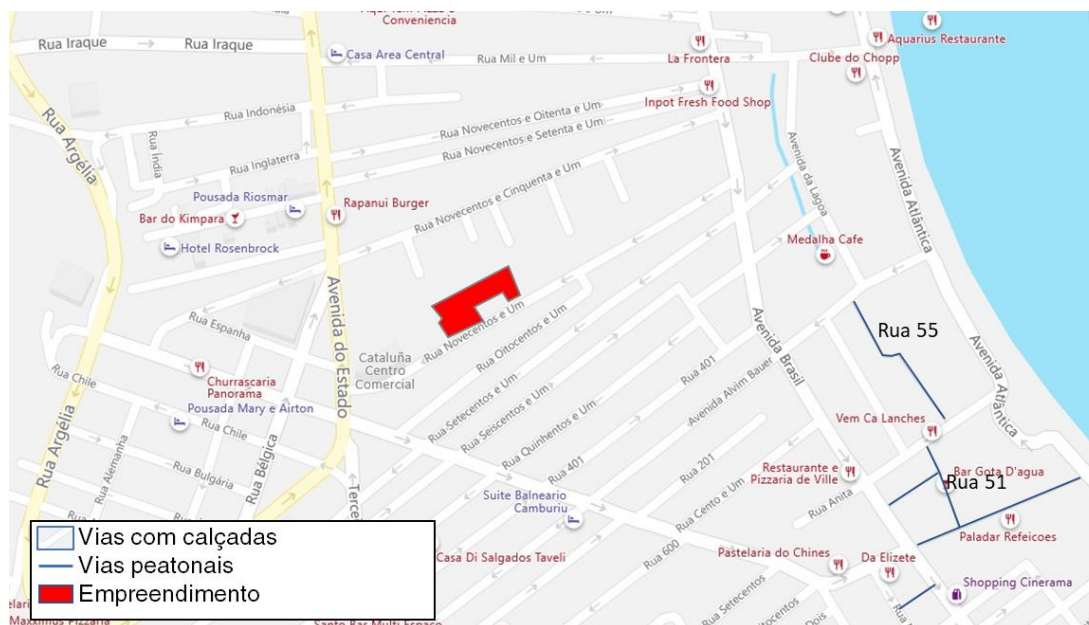 Conveniencia
Rua Iraque
Rua Iraque
Casa Area Central
Rua Mil e Um
La Frontera
Aquarius Restaurante
Clube do Chopp
Inpot Fresh Food Shop
Rua Argélia
Rua Indonésia
Rua Novecentos e Oitenta e Um
Rua Novecentos e Setenta e Um
Rua Índia
Rua Inglaterra
Rua Novecentos e Cinquenta e Um
Avenida da Lagoa
Avenida Atlântica
Pousada Riosmar
Rapanui Burger
Bar do Kimpara
Hotel Rosenbrock
Medalha Cafe
Avenida do Estado
Rua Espanha
Rua Novecentos e Um
Rua Oitocentos e Um
Avenida Brasil
Rua 55
Avenida Atlântica
Cataluña
Centro
Comercial
Rua Chile
Churrascaria
Panorama
Rua Setecentos e Um
Rua Seiscentos e Um
Rua 401
Avenida Alvim Bauer
Pousada Mary e Airton
Rua Chile
Rua Quinhentos e Um
Vem Ca Lanches
Rua Argélia
Rua Alemanha
Rua Bulgária
Rua Bélgica
Rua 401
Rua 201
Restaurante e
Pizzaria de Ville
Bar Gota D'agua
Rua 51
Suite Balneario
Camburiu
Rua Cento e Um
Rua Anita
Paladar Refeicoes
Vias com calçadas
Vias peatonais
Empreendimento
Casa Di Salgados Taveli
Rua 600
Pastelaria do Chines
Da Elizete
Shopping Cinerama
Rua Setecentos
Rua Oitocentos